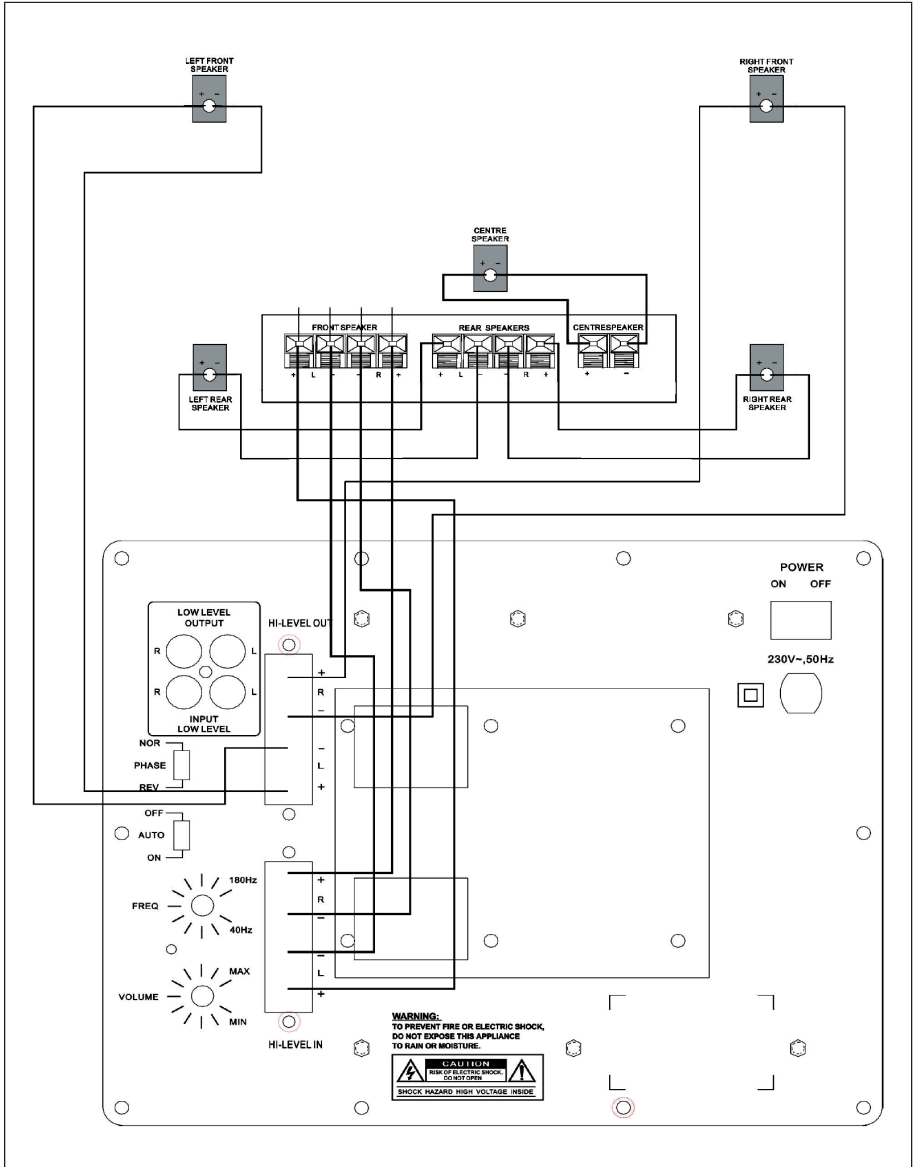 LEFT FRONT
SPEAKER
+ −
RIGHT FRONT
SPEAKER
+ −
CENTRE
SPEAKER
+ −
FRONT SPEAKER
REAR SPEAKERS
CENTRESPEAKER
+ L − − R +
+ L − − R +
+ −
+ −
LEFT REAR
SPEAKER
+ −
RIGHT REAR
SPEAKER
POWER
ON OFF
230V~,50Hz
LOW LEVEL
OUTPUT
R L
R L
INPUT
LOW LEVEL
HI-LEVEL OUT
+
R
−
−
L
+
NOR
PHASE
REV
OFF
AUTO
ON
180Hz
FREQ
40Hz
MAX
VOLUME
MIN
+
R
−
−
L
+
HI-LEVEL IN
WARNING:
TO PREVENT FIRE OR ELECTRIC SHOCK,
DO NOT EXPOSE THIS APPLIANCE
TO RAIN OR MOISTURE.
CAUTION
RISK OF ELECTRIC SHOCK.
DO NOT OPEN
SHOCK HAZARD HIGH VOLTAGE INSIDE